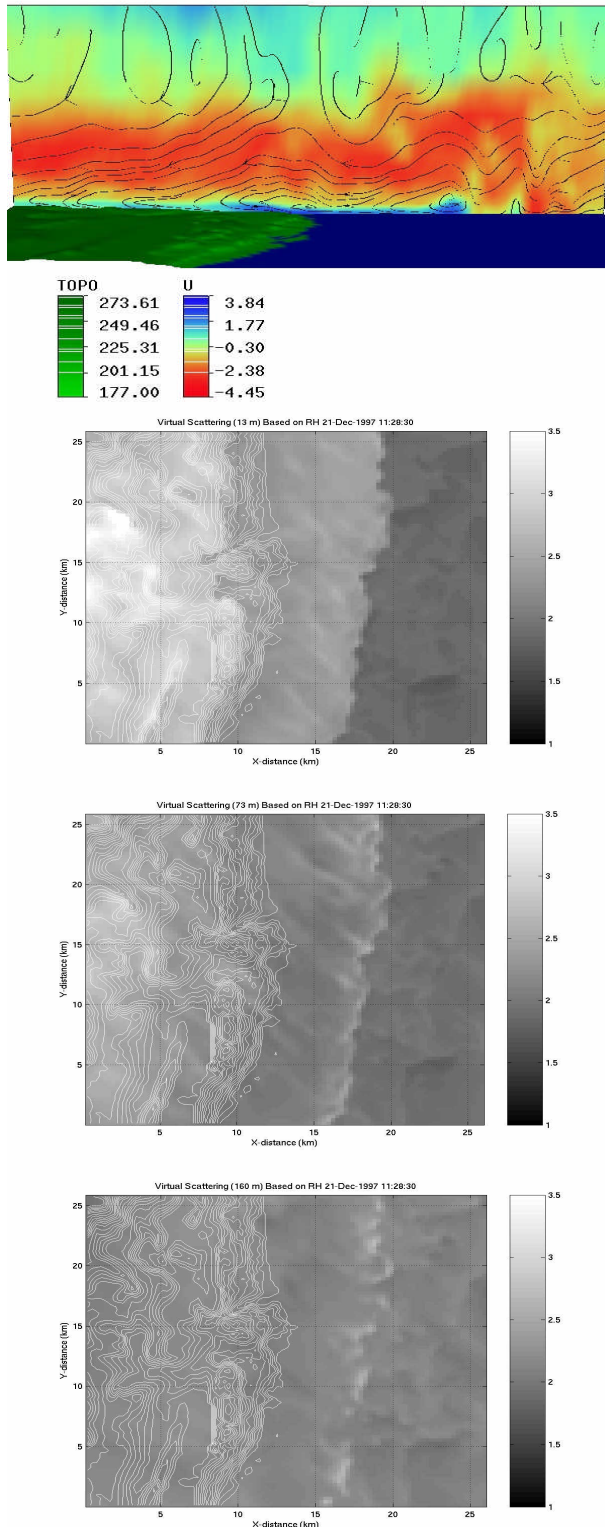 TOPO U
273.61 3.84
249.46 1.77
225.31 -0.30
201.15 -2.38
177.00 -4.45
Virtual Scattering (13 m) Based on RH 21-Dec-1997 11:28:30
25
20
15
10
5
Y-distance (km)
5 10 15 20 25
X-distance (km)
3.5
3
2.5
2
1.5
1
Virtual Scattering (73 m) Based on RH 21-Dec-1997 11:28:30
25
20
15
10
5
Y-distance (km)
5 10 15 20 25
X-distance (km)
3.5
3
2.5
2
1.5
1
Virtual Scattering (160 m) Based on RH 21-Dec-1997 11:28:30
25
20
15
10
5
Y-distance (km)
5 10 15 20 25
X-distance (km)
3.5
3
2.5
2
1.5
1